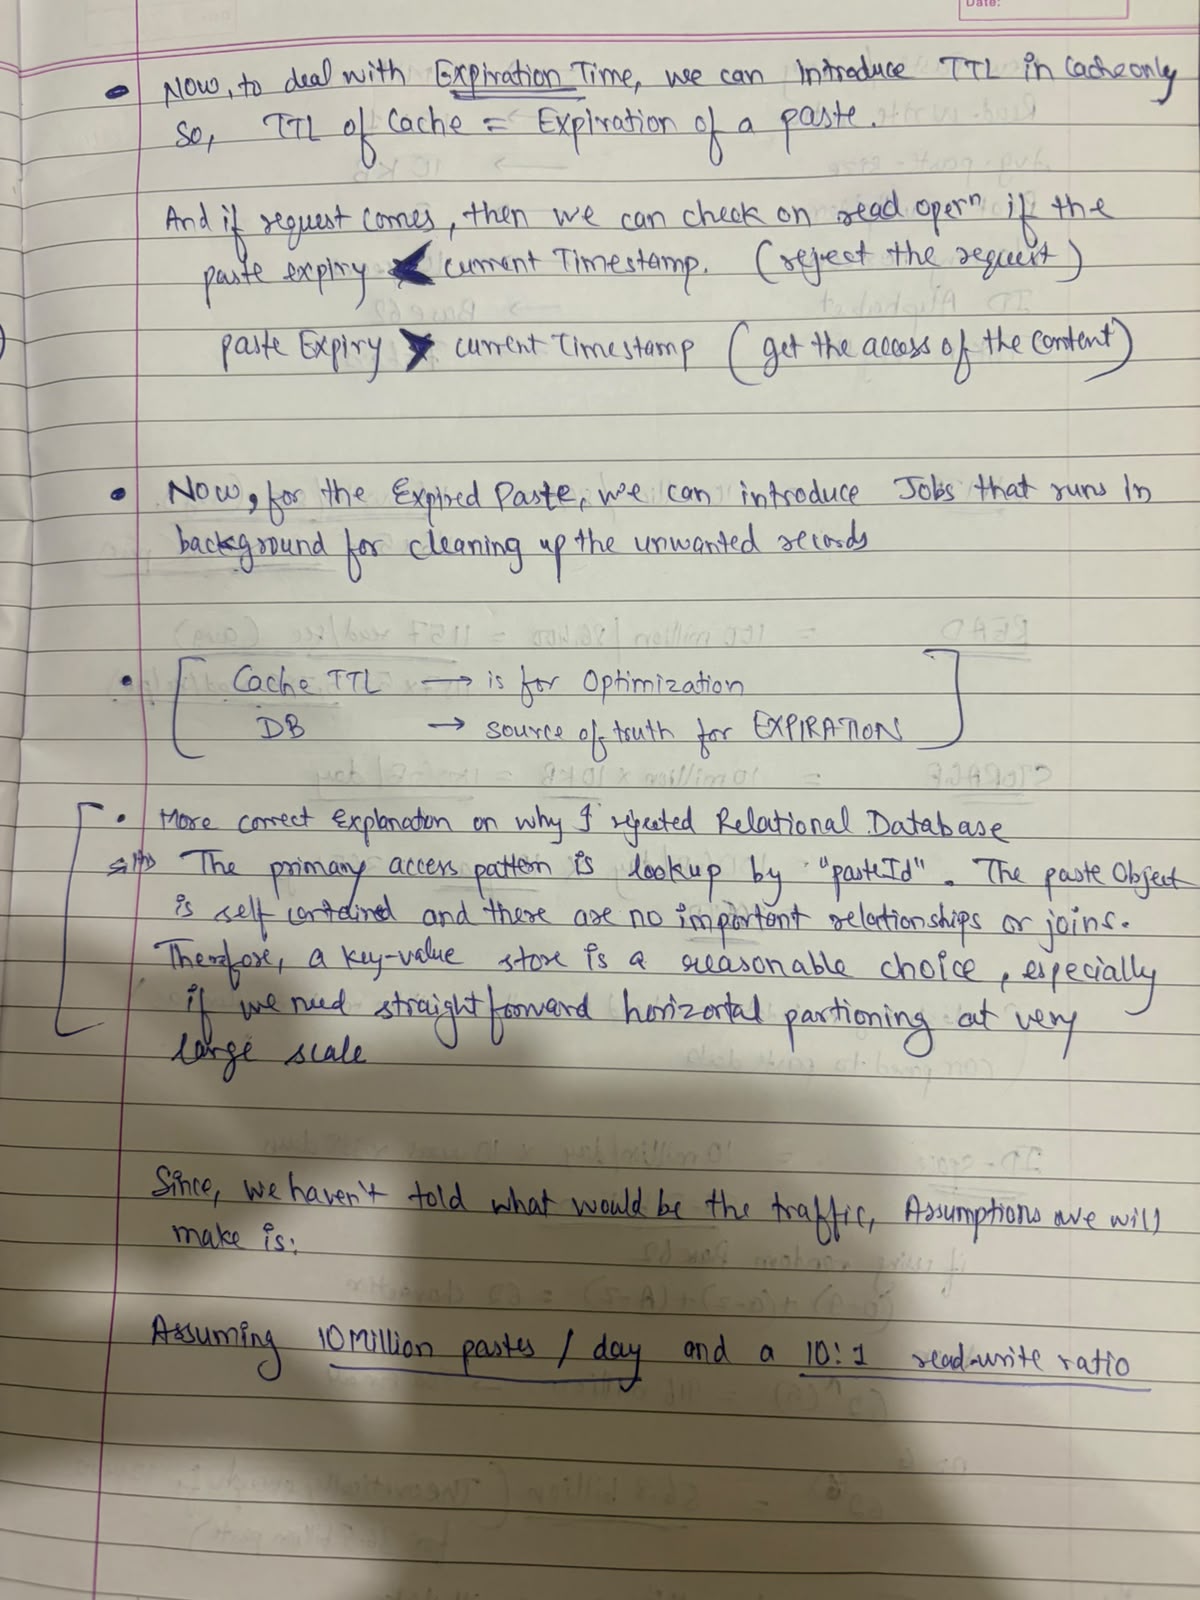 Date:
• Now, to deal with Expiration Time, we can Introduce TTL in cache only
so, TTL of Cache = Expiration of a paste.
And if request comes, then we can check on read opern if the
paste expiry < current Timestamp. (reject the request)
paste Expiry > current Timestamp (get the access of the content)
• Now, for the Expired Paste, we can introduce Jobs that runs in
background for cleaning up the unwanted records
• Cache TTL → is for Optimization
DB → source of truth for EXPIRATION
• More correct Explanation on why I rejected Relational Database
The primary access pattern is lookup by "pasteId". The paste Object
is self contained and there are no important relationships or joins.
Therefore, a key-value store is a reasonable choice, especially
if we need straightforward horizontal partioning at very
large scale
Since, we haven't told what would be the traffic, Assumptions we will
make is:
Assuming 10 Million pastes / day and a 10:1 read-write ratio